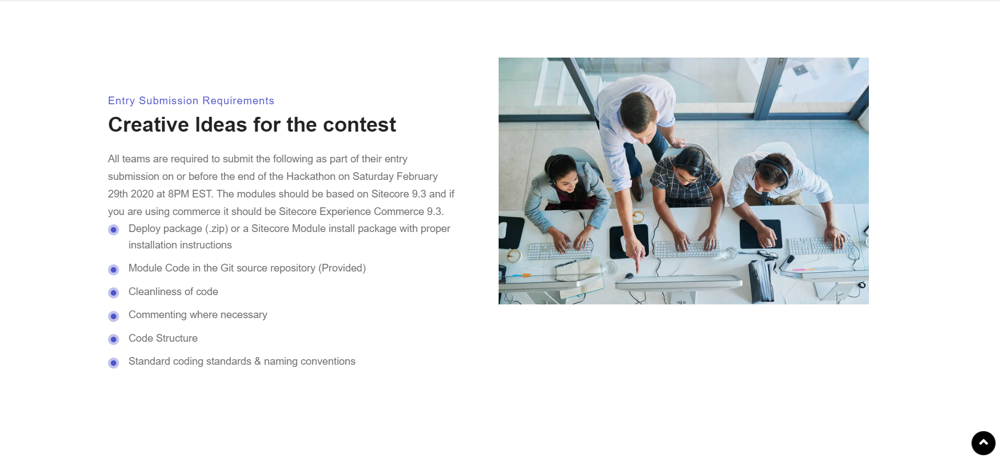 Entry Submission Requirements
Creative Ideas for the contest
All teams are required to submit the following as part of their entry
submission on or before the end of the Hackathon on Saturday February
29th 2020 at 8PM EST. The modules should be based on Sitecore 9.3 and if
you are using commerce it should be Sitecore Experience Commerce 9.3.
Deploy package (.zip) or a Sitecore Module install package with proper
installation instructions
Module Code in the Git source repository (Provided)
Cleanliness of code
Commenting where necessary
Code Structure
Standard coding standards & naming conventions